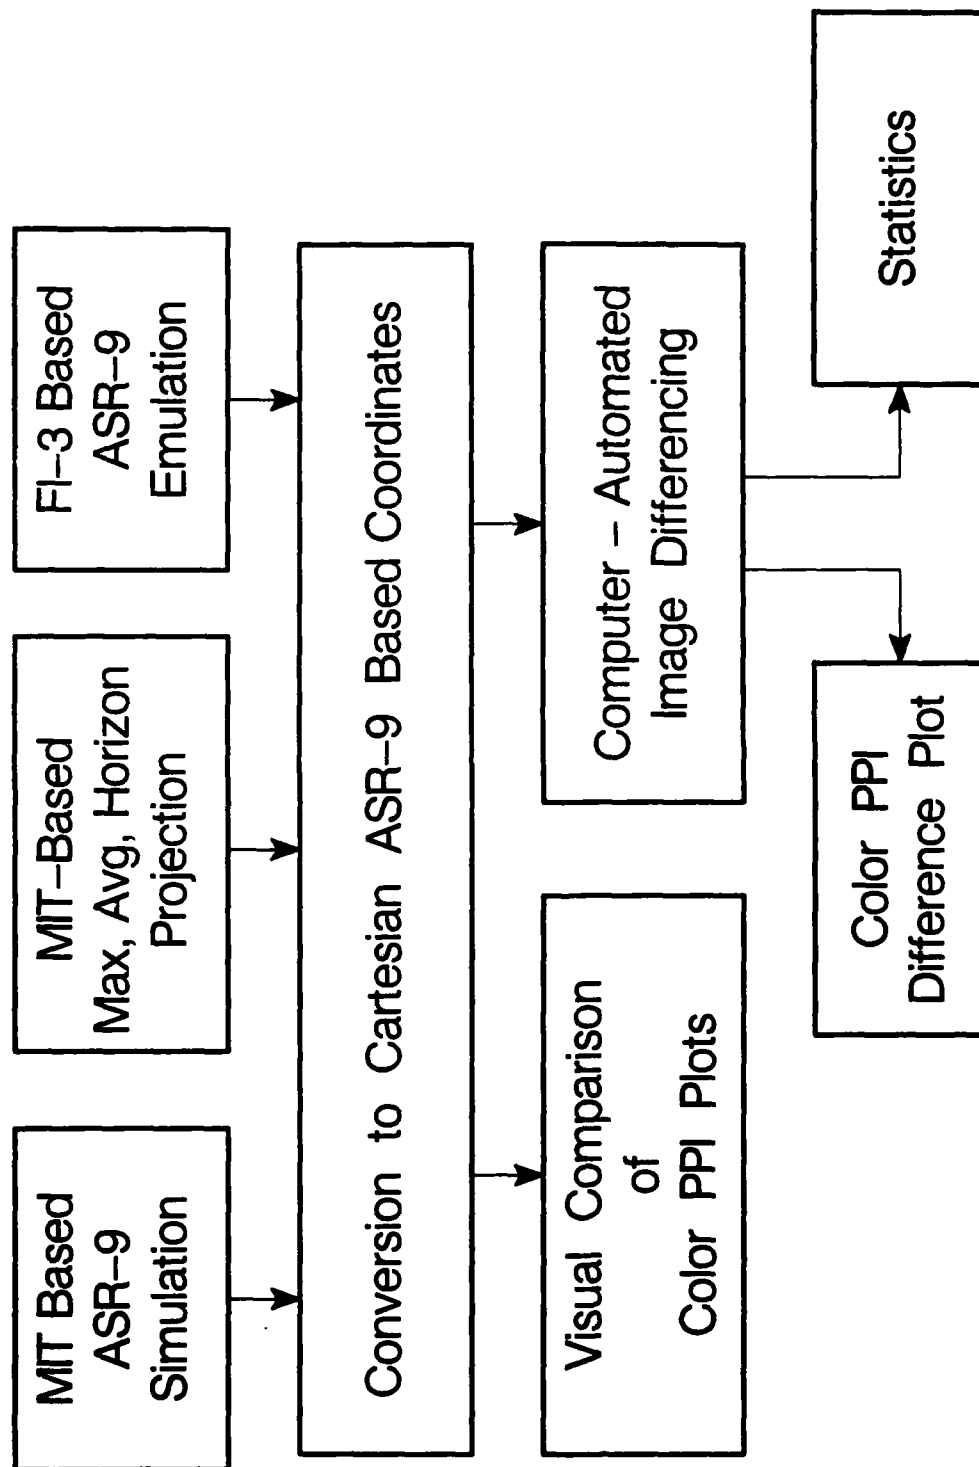 MIT Based
ASR–9
Simulation
MIT–Based
Max, Avg, Horizon
Projection
FI–3 Based
ASR–9
Emulation
Conversion to Cartesian ASR–9 Based Coordinates
Visual Comparison
of
Color PPI Plots
Computer – Automated
Image Differencing
Color PPI
Difference Plot
Statistics